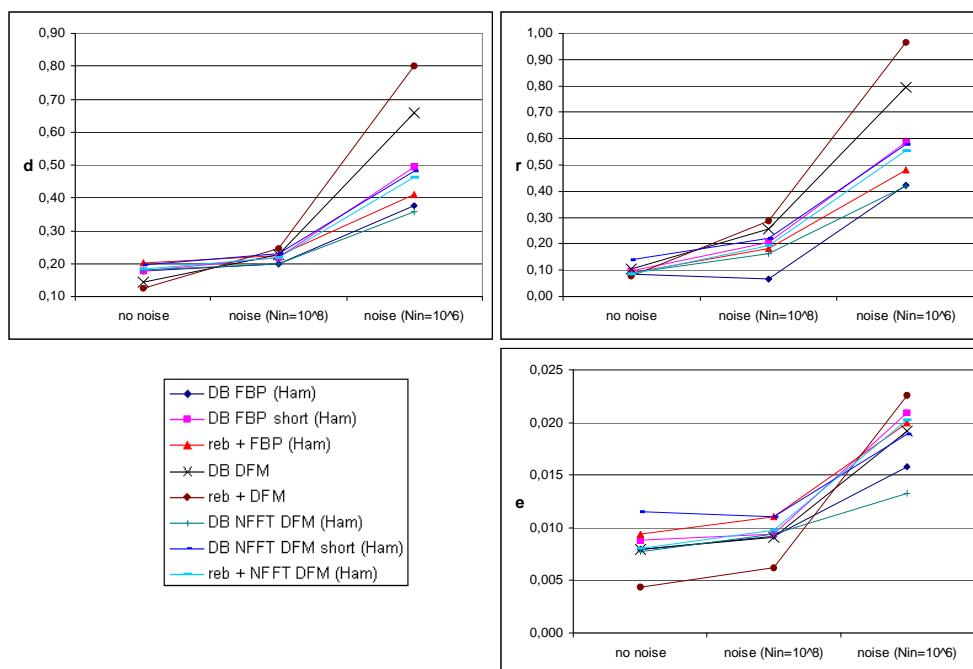 0,90
0,80
0,70
0,60
0,50
d
0,40
0,30
0,20
0,10
no noise
noise (Nin=10^8)
noise (Nin=10^6)
1,00
0,90
0,80
0,70
0,60
0,50
r
0,40
0,30
0,20
0,10
0,00
no noise
noise (Nin=10^8)
noise (Nin=10^6)
DB FBP (Ham)
DB FBP short (Ham)
reb + FBP (Ham)
DB DFM
reb + DFM
DB NFFT DFM (Ham)
DB NFFT DFM short (Ham)
reb + NFFT DFM (Ham)
0,025
0,020
0,015
e
0,010
0,005
0,000
no noise
noise (Nin=10^8)
noise (Nin=10^6)